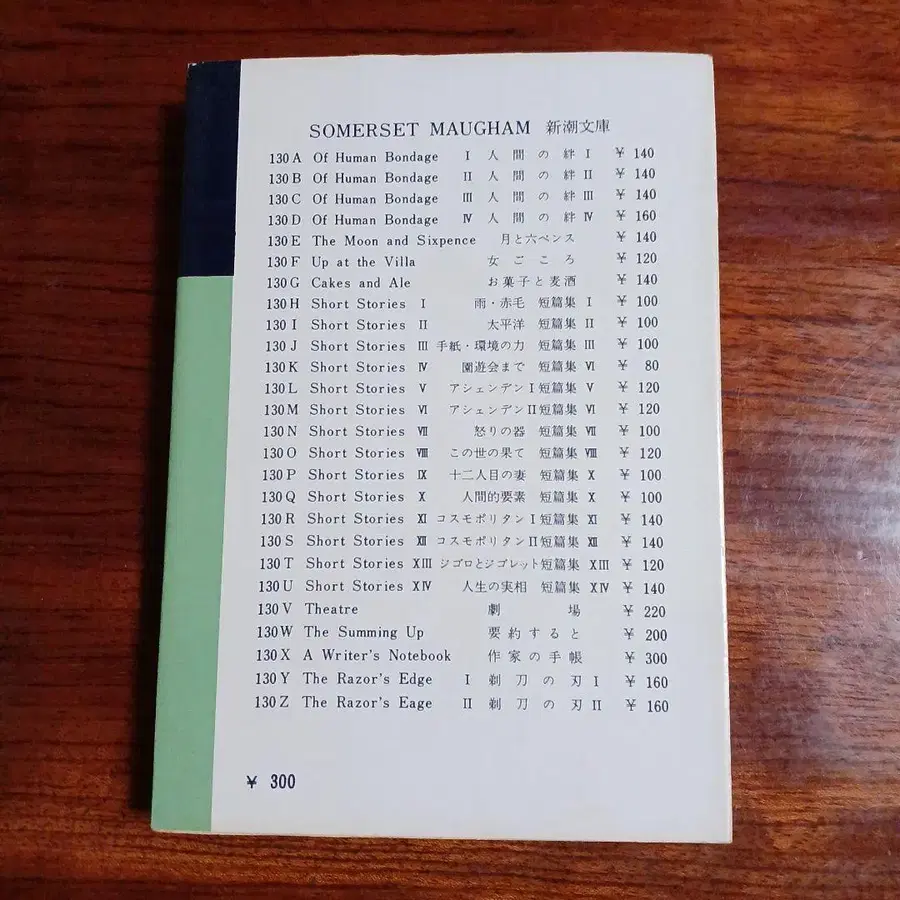 SOMERSET MAUGHAM 新潮文庫
130 A Of Human Bondage Ⅰ 人間の絆 Ⅰ ¥ 140
130 B Of Human Bondage Ⅱ 人間の絆 Ⅱ ¥ 140
130 C Of Human Bondage Ⅲ 人間の絆 Ⅲ ¥ 140
130 D Of Human Bondage Ⅳ 人間の絆 Ⅳ ¥ 160
130 E The Moon and Sixpence 月と六ペンス ¥ 140
130 F Up at the Villa 女ごころ ¥ 120
130 G Cakes and Ale お菓子と麦酒 ¥ 140
130 H Short Stories Ⅰ 雨・赤毛 短篇集 Ⅰ ¥ 100
130 I Short Stories Ⅱ 太平洋 短篇集 Ⅱ ¥ 100
130 J Short Stories Ⅲ 手紙・環境の力 短篇集 Ⅲ ¥ 100
130 K Short Stories Ⅳ 園遊会まで 短篇集 Ⅵ ¥ 80
130 L Short Stories Ⅴ アシェンデンⅠ 短篇集 Ⅴ ¥ 120
130 M Short Stories Ⅵ アシェンデンⅡ 短篇集 Ⅵ ¥ 120
130 N Short Stories Ⅶ 怒りの器 短篇集 Ⅶ ¥ 100
130 O Short Stories Ⅷ この世の果て 短篇集 Ⅷ ¥ 120
130 P Short Stories Ⅸ 十二人目の妻 短篇集 Ⅹ ¥ 100
130 Q Short Stories Ⅹ 人間的要素 短篇集 Ⅹ ¥ 100
130 R Short Stories Ⅺ コスモポリタンⅠ 短篇集 Ⅺ ¥ 140
130 S Short Stories Ⅻ コスモポリタンⅡ 短篇集 Ⅻ ¥ 140
130 T Short Stories XIII ジゴロとジゴレット 短篇集 XIII ¥ 120
130 U Short Stories XIV 人生の実相 短篇集 XIV ¥ 140
130 V Theatre 劇場 ¥ 220
130 W The Summing Up 要約すると ¥ 200
130 X A Writer's Notebook 作家の手帳 ¥ 300
130 Y The Razor's Edge Ⅰ 剃刀の刃 Ⅰ ¥ 160
130 Z The Razor's Eage Ⅱ 剃刀の刃 Ⅱ ¥ 160
¥ 300